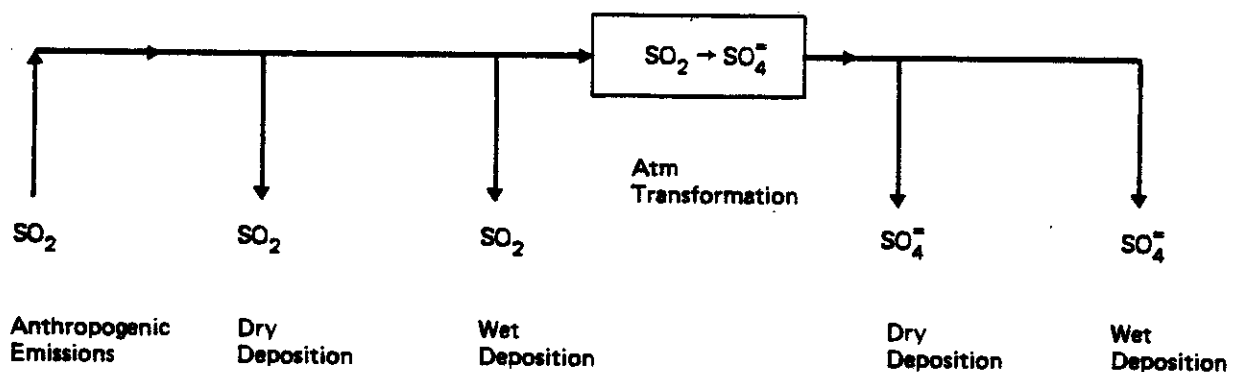 SO₂ → SO₄⁼
Atm
Transformation
SO₂
SO₂
SO₂
SO₄⁼
SO₄⁼
Anthropogenic
Emissions
Dry
Deposition
Wet
Deposition
Dry
Deposition
Wet
Deposition